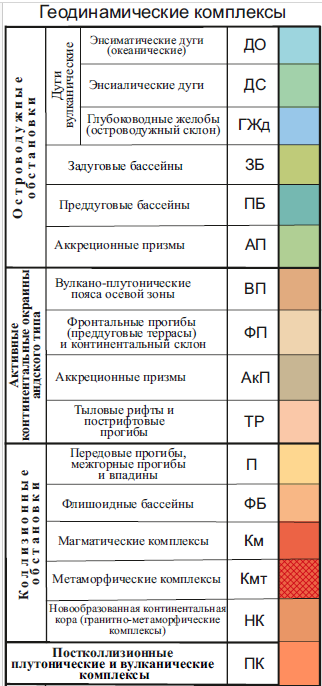 Геодинамические комплексы
Островодужные
обстановки
Дуги
вулканические
Энсиматические дуги
(океанические)
ДО
Энсиалические дуги
ДС
Глубоководные желобы
(островодужный склон)
ГЖд
Задуговые бассейны
ЗБ
Преддуговые бассейны
ПБ
Аккреционные призмы
АП
Активные
континентальные окраины
андского типа
Вулкано-плутонические
пояса осевой зоны
ВП
Фронтальные прогибы
(преддуговые террасы)
и континентальный склон
ФП
Аккреционные призмы
АкП
Тыловые рифты и
пострифтовые
прогибы
ТР
Коллизионные
обстановки
Передовые прогибы,
межгорные прогибы
и впадины
П
Флишоидные бассейны
ФБ
Магматические комплексы
Км
Метаморфические комплексы
Кмт
Новообразованная континентальная
кора (гранитно-метаморфические
комплексы)
НК
Постколлизионные
плутонические и вулканические
комплексы
ПК